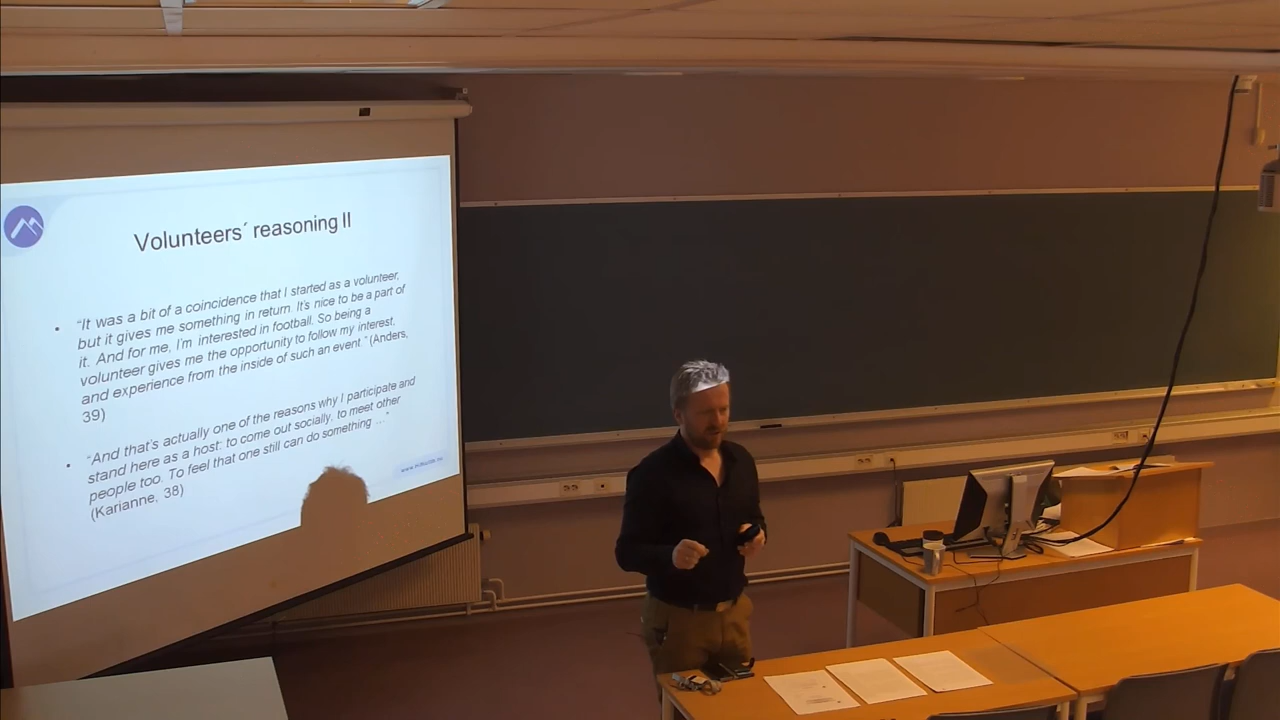 Volunteers´ reasoning II
• "It was a bit of a coincidence that I started as a volunteer,
but it gives me something in return. It's nice to be a part of
it. And for me, I'm interested in football. So being a
volunteer gives me the opportunity to follow my interest,
and experience from the inside of such an event." (Anders,
39)
• "And that's actually one of the reasons why I participate and
stand here as a host: to come out socially, to meet other
people too. To feel that one still can do something …"
(Karianne, 38)